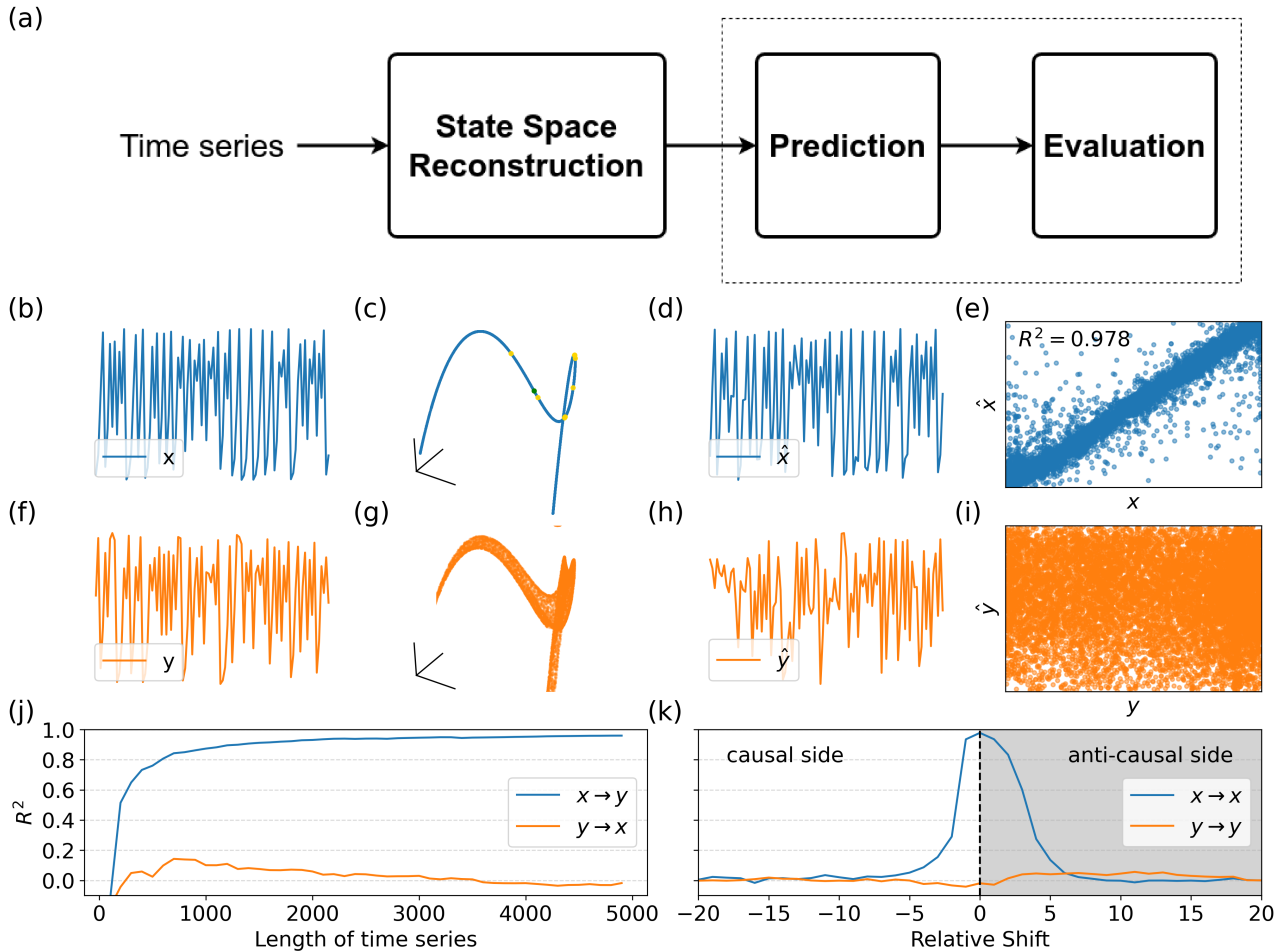 (a)
Time series
State Space
Reconstruction
Prediction
Evaluation
(b)
x
(c)
(d)
x̂
(e)
R² = 0.978
x̂
x
(f)
y
(g)
(h)
ŷ
(i)
ŷ
y
(j)
1.0
0.8
0.6
0.4
0.2
0.0
R²
x → y
y → x
0 1000 2000 3000 4000 5000
Length of time series
(k)
causal side
anti-causal side
x → x
y → y
−20 −15 −10 −5 0 5 10 15 20
Relative Shift